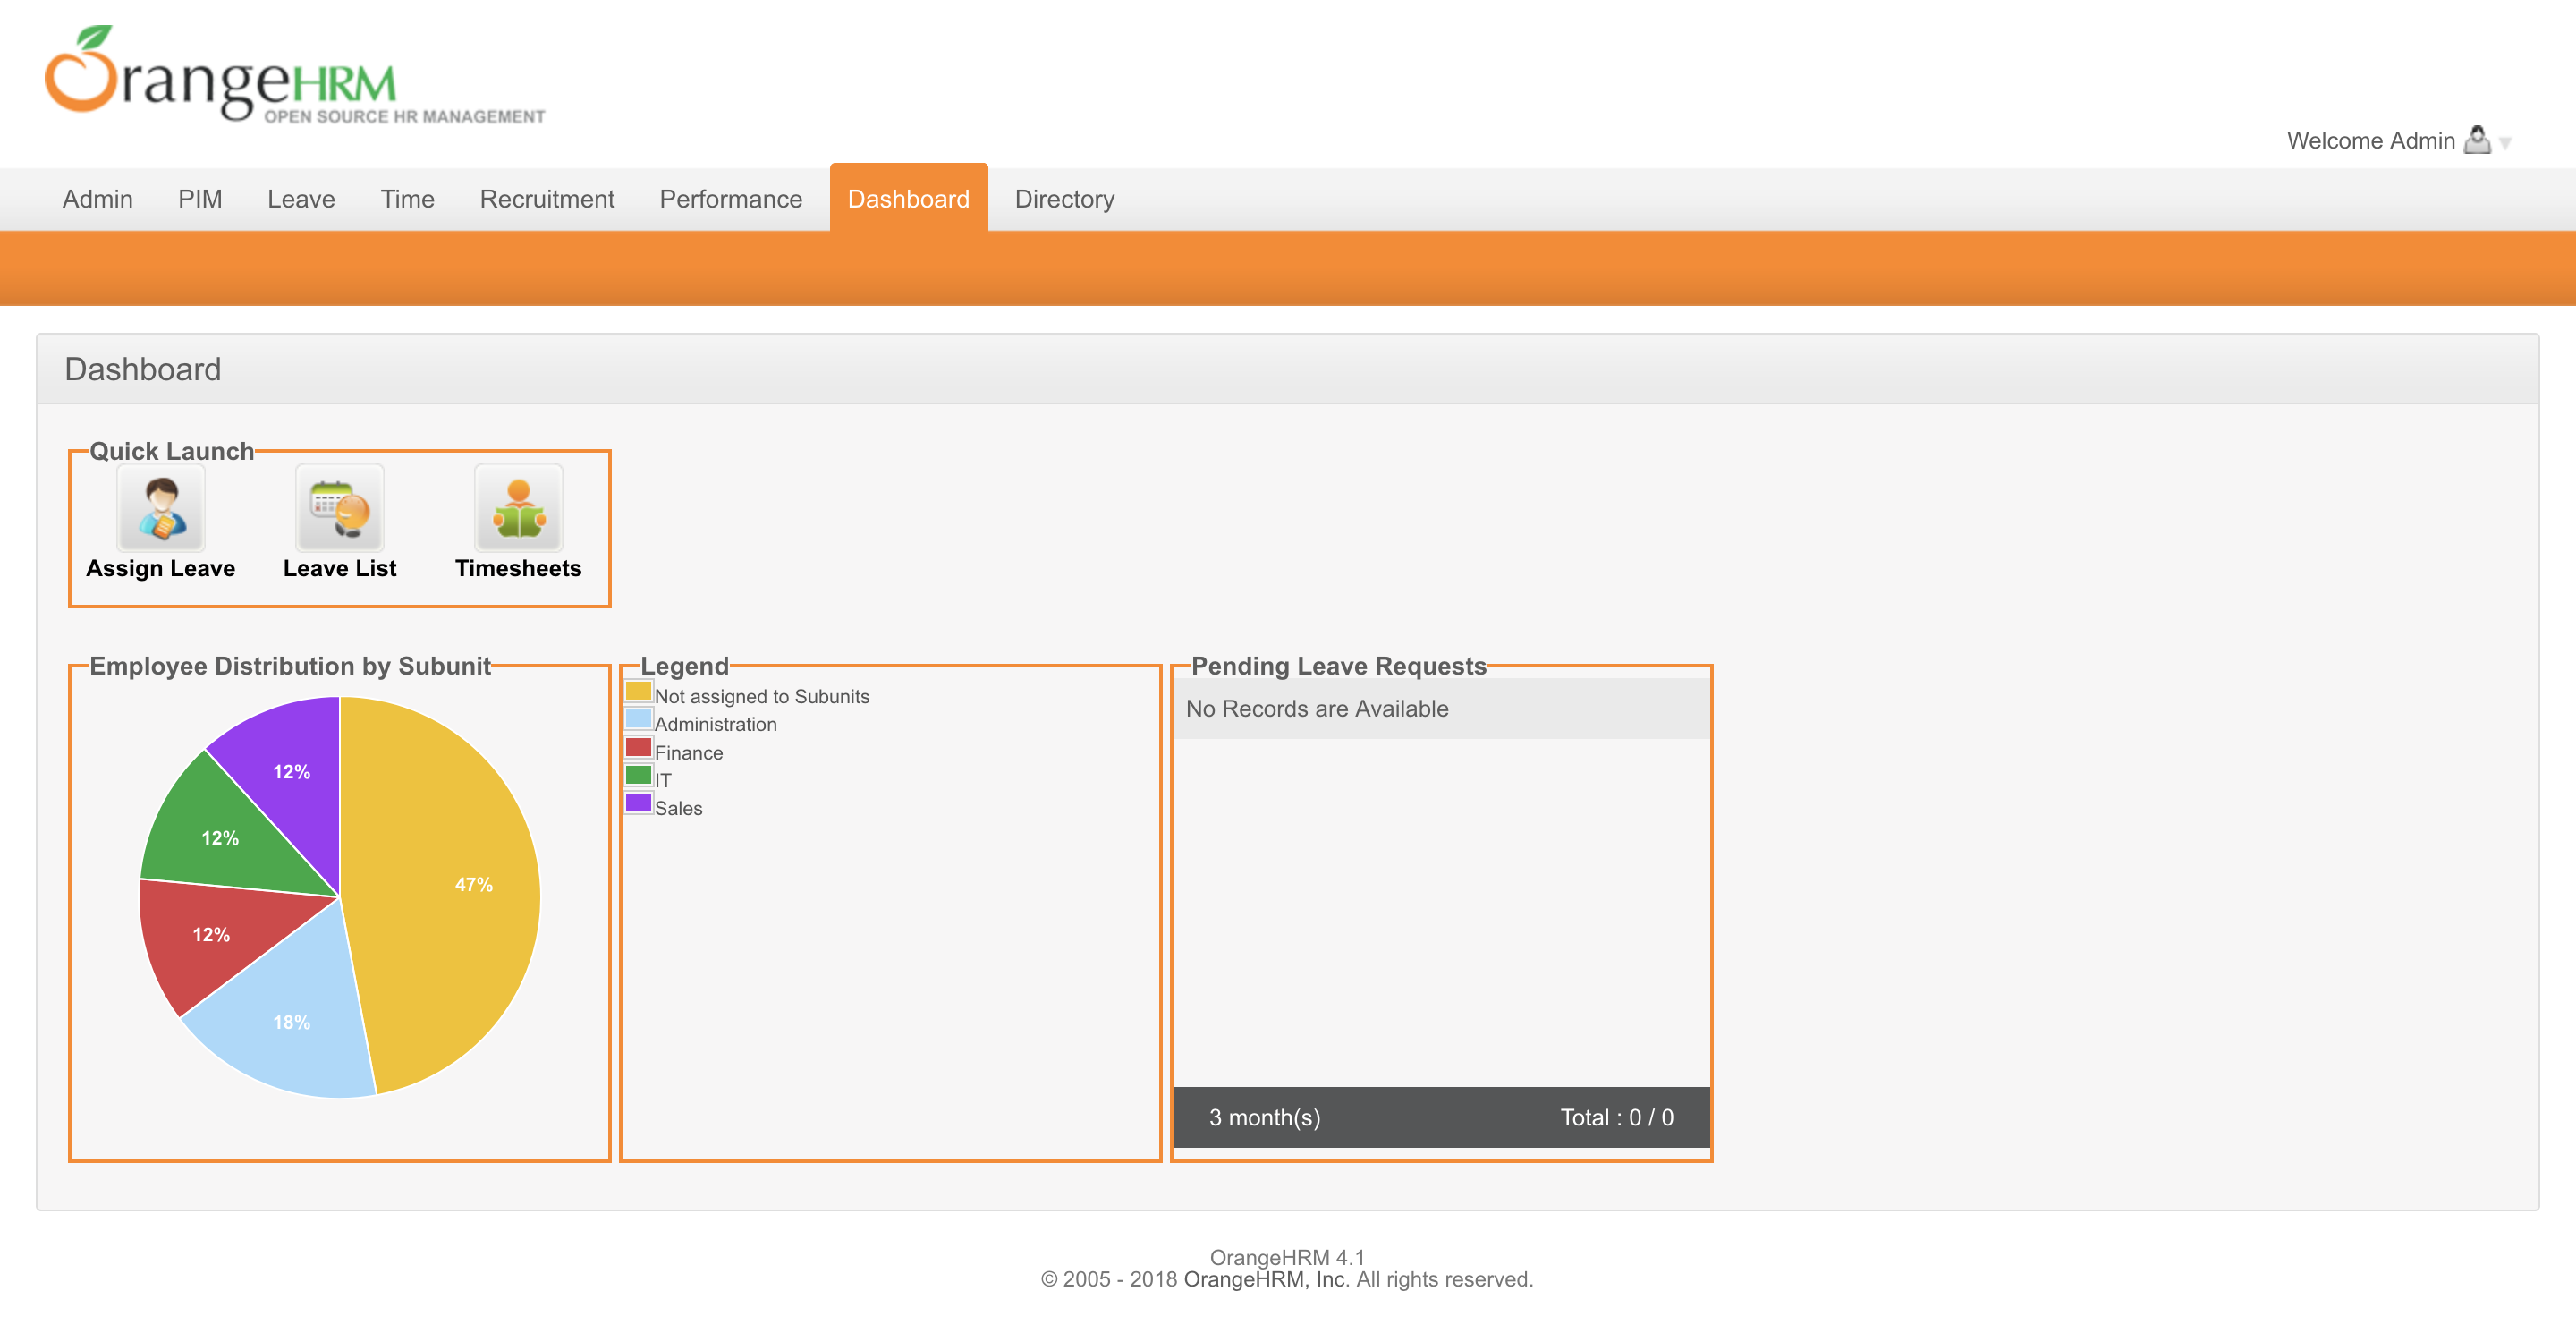 OrangeHRM
OPEN SOURCE HR MANAGEMENT
Welcome Admin
Admin PIM Leave Time Recruitment Performance Dashboard Directory
Dashboard
Quick Launch
Assign Leave Leave List Timesheets
Employee Distribution by Subunit
12%
12%
47%
12%
18%
Legend
Not assigned to Subunits
Administration
Finance
IT
Sales
Pending Leave Requests
No Records are Available
3 month(s) Total : 0 / 0
OrangeHRM 4.1
© 2005 - 2018 OrangeHRM, Inc. All rights reserved.